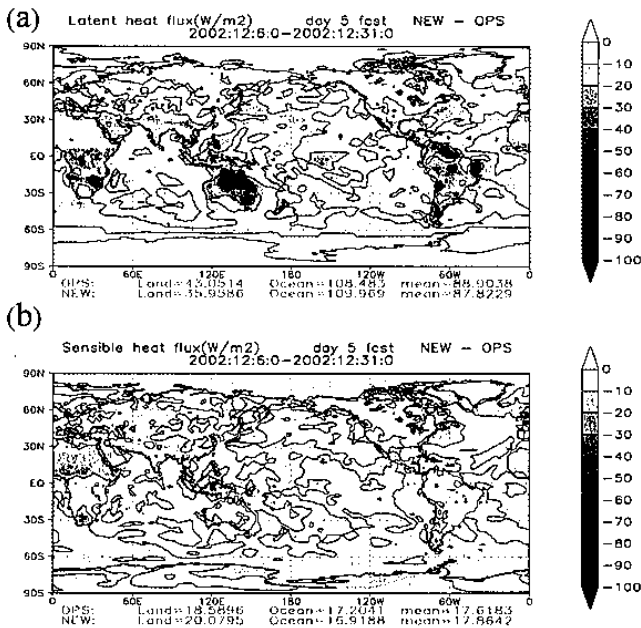 (a)
Latent heat flux(W/m2) day 5 fcst NEW - OPS
2002:12:6:0-2002:12:31:0
90N
60N
30N
EQ
30S
60S
90S
0 60E 120E 180 120W 60W 0
0
-10
-20
-30
-40
-50
-60
-70
-80
-90
-100
OPS: Land=43.0514 Ocean=108.483 mean=88.9038
NEW: Land=35.9586 Ocean=109.969 mean=87.8229
(b)
Sensible heat flux(W/m2) day 5 fcst NEW - OPS
2002:12:6:0-2002:12:31:0
90N
60N
30N
EQ
30S
60S
90S
0 60E 120E 180 120W 60W 0
0
-10
-20
-30
-40
-50
-60
-70
-80
-90
-100
OPS: Land=18.5896 Ocean=17.2041 mean=17.6183
NEW: Land=20.0795 Ocean=16.9188 mean=17.8642